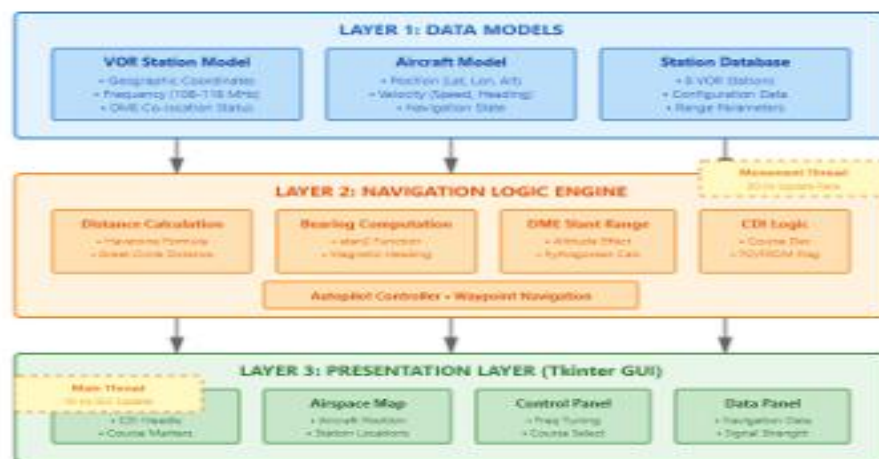 LAYER 1: DATA MODELS
VOR Station Model
• Geographic Coordinates
• Frequency (108-118 MHz)
• DME Co-location Status
Aircraft Model
• Position (Lat, Lon, Alt)
• Velocity (Speed, Heading)
• Navigation State
Station Database
VOR Stations
• Configuration Data
• Range Parameters
Movement Thread
LAYER 2: NAVIGATION LOGIC ENGINE
Distance Calculation
• Haversine Formula
• Great Circle Distance
Bearing Computation
• atan2 Function
• Magnetic Heading
DME Slant Range
• Altitude Effect
• Pythagorean Calc
CDI Logic
• Course Dev
• TO/FROM Flag
Autopilot Controller • Waypoint Navigation
LAYER 3: PRESENTATION LAYER (Tkinter GUI)
Main Thread
• CDI Needle
• Course Markers
Airspace Map
• Aircraft Position
• Station Locations
Control Panel
• Freq Tuning
• Course Select
Data Panel
• Navigation Data
• Signal Strength